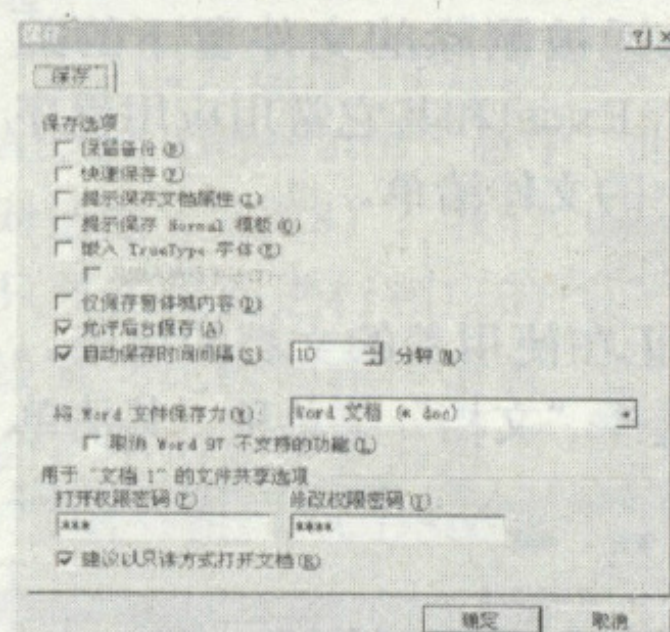 保存
保存选项
保留备份(B)
快速保存(F)
提示保存文档属性(I)
提示保存 Normal 模板(O)
嵌入 TrueType 字体(E)
仅保存窗体域内容(D)
允许后台保存(A)
自动保存时间间隔(S) 10 分钟(M)
将 Word 文件保存为(W): Word 文档 (*.doc)
取消 Word 97 不支持的功能(L)
用于“文档 1”的文件共享选项
打开权限密码(P) 修改权限密码(Y):
*** ****
建议以只读方式打开文档(R)
确定 取消